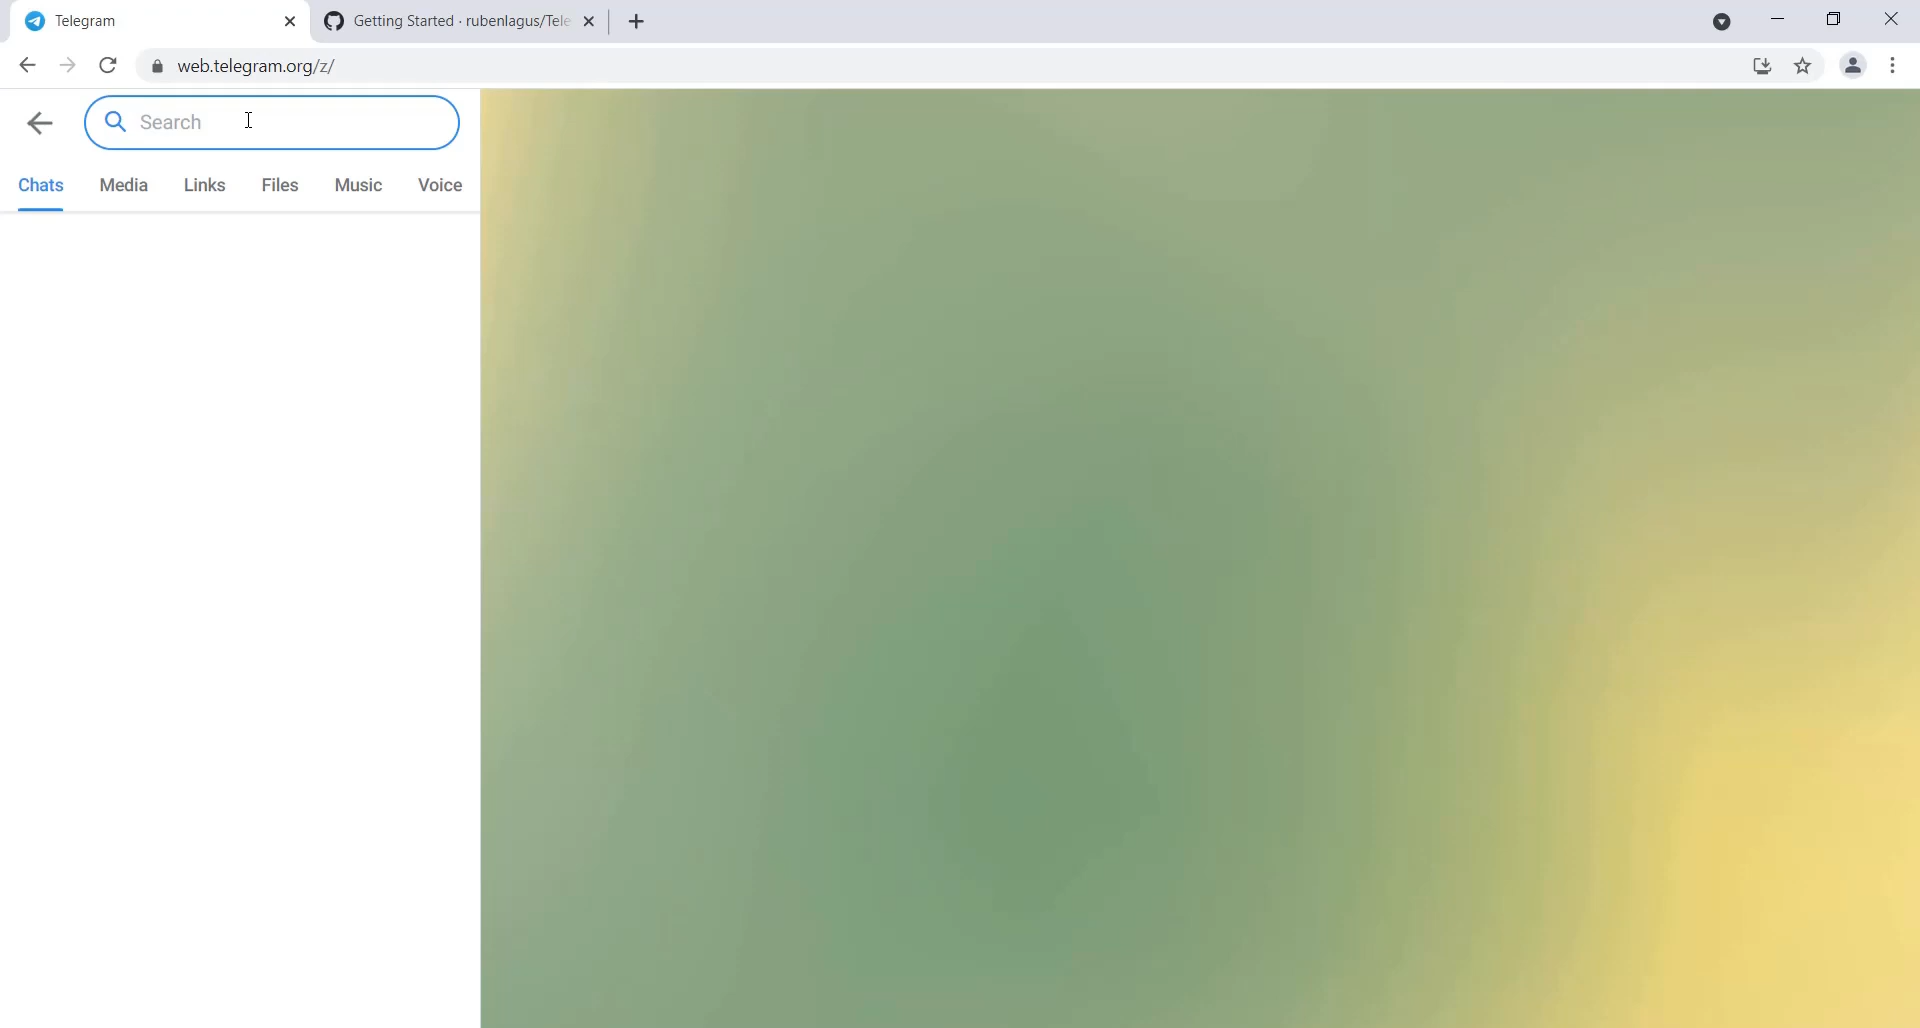 Telegram
Getting Started · rubenlagus/Tele
web.telegram.org/z/
Search
Chats Media Links Files Music Voice